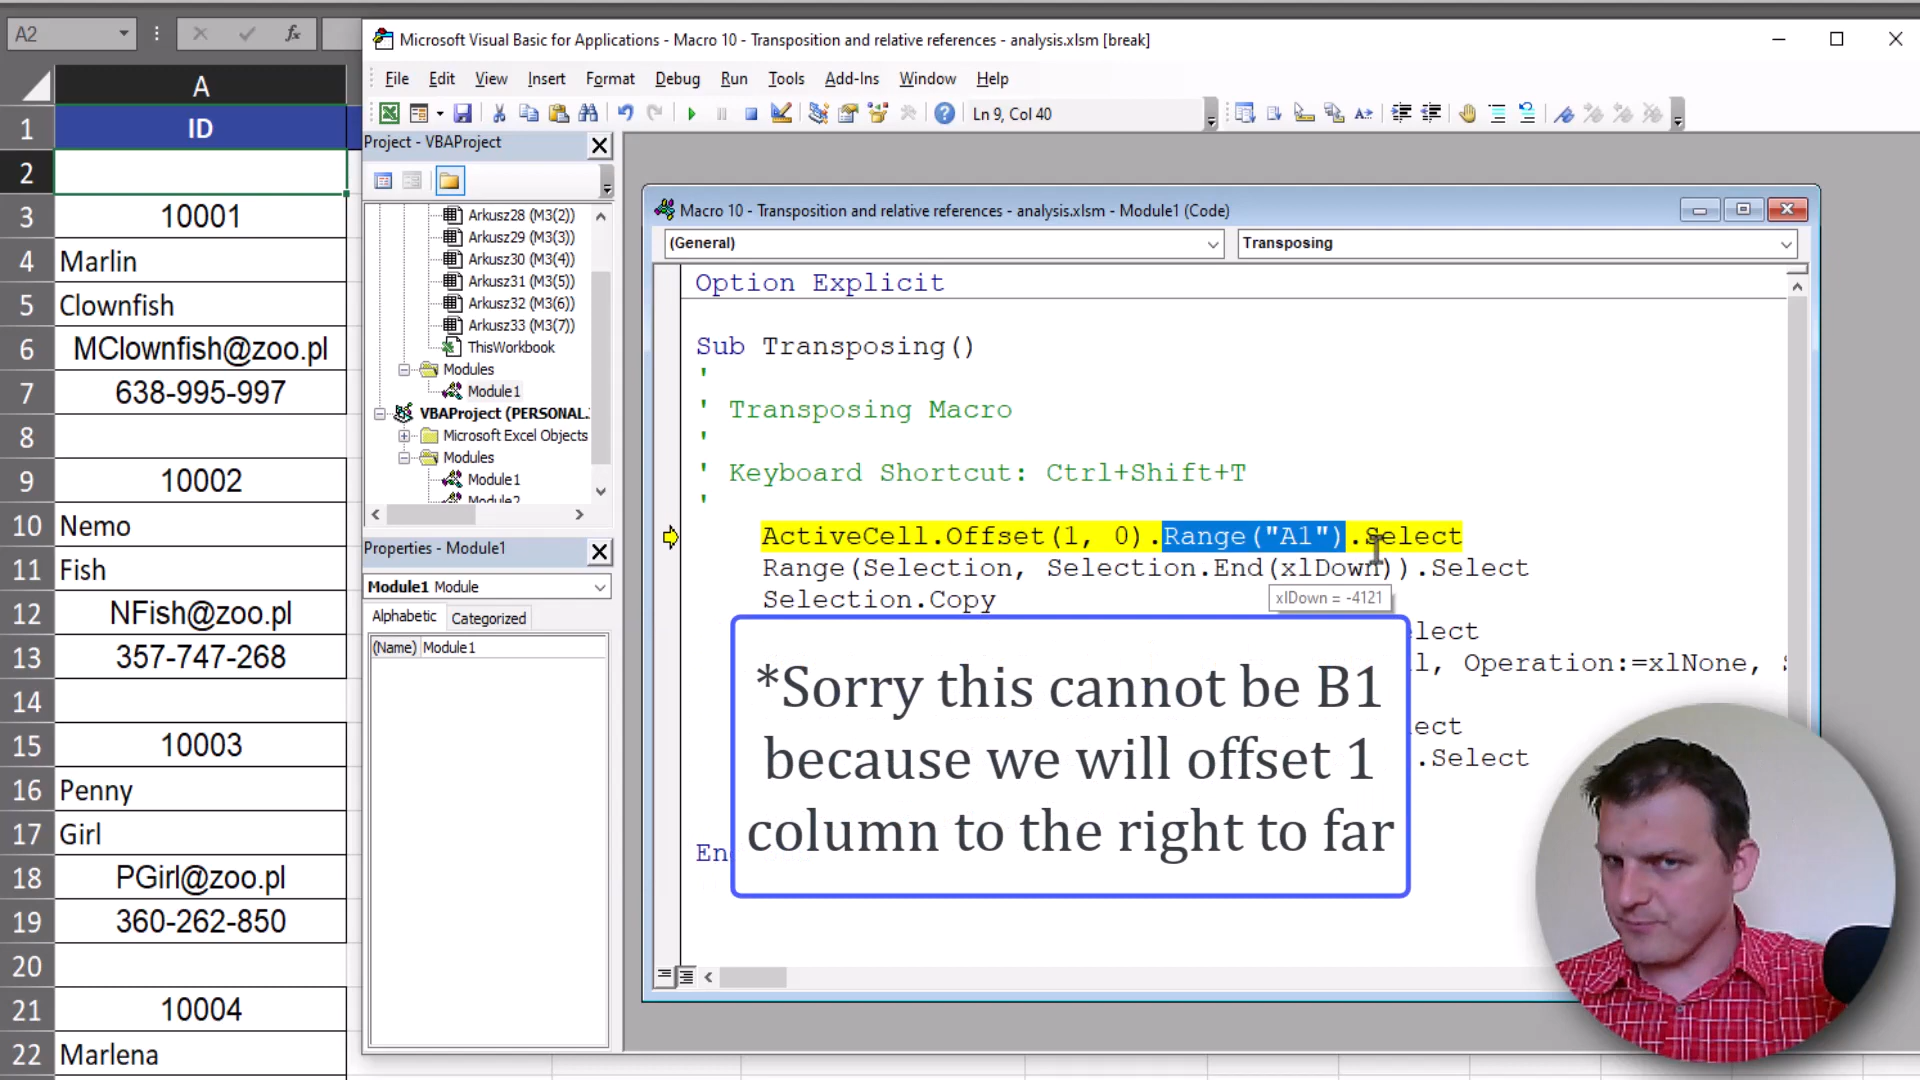 A2
fx
Microsoft Visual Basic for Applications - Macro 10 - Transposition and relative references - analysis.xlsm [break]
File Edit View Insert Format Debug Run Tools Add-Ins Window Help
Ln 9, Col 40
A
1 ID
2
3 10001
4 Marlin
5 Clownfish
6 MClownfish@zoo.pl
7 638-995-997
8
9 10002
10 Nemo
11 Fish
12 NFish@zoo.pl
13 357-747-268
14
15 10003
16 Penny
17 Girl
18 PGirl@zoo.pl
19 360-262-850
20
21 10004
22 Marlena
Project - VBAProject
Arkusz28 (M3(2))
Arkusz29 (M3(3))
Arkusz30 (M3(4))
Arkusz31 (M3(5))
Arkusz32 (M3(6))
Arkusz33 (M3(7))
ThisWorkbook
Modules
Module1
VBAProject (PERSONAL.
Microsoft Excel Objects
Modules
Module1
Module2
Properties - Module1
Module1 Module
Alphabetic Categorized
(Name) Module1
Macro 10 - Transposition and relative references - analysis.xlsm - Module1 (Code)
(General) Transposing
Option Explicit
Sub Transposing()
'
' Transposing Macro
'
' Keyboard Shortcut: Ctrl+Shift+T
'
ActiveCell.Offset(1, 0).Range("A1").Select
Range(Selection, Selection.End(xlDown)).Select
Selection.Copy
xlDown = -4121
lect
l, Operation:=xlNone,
ect
.Select
En
*Sorry this cannot be B1
because we will offset 1
column to the right to far